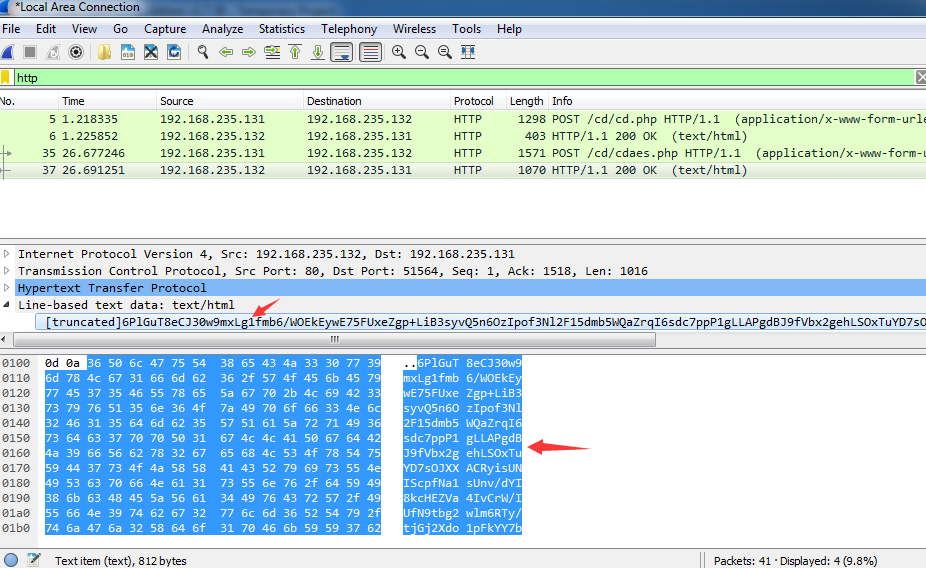 *Local Area Connection
File Edit View Go Capture Analyze Statistics Telephony Wireless Tools Help
http
No. Time Source Destination Protocol Length Info
5 1.218335 192.168.235.131 192.168.235.132 HTTP 1298 POST /cd/cd.php HTTP/1.1 (application/x-www-form-urle
6 1.225852 192.168.235.132 192.168.235.131 HTTP 403 HTTP/1.1 200 OK (text/html)
35 26.677246 192.168.235.131 192.168.235.132 HTTP 1571 POST /cd/cdaes.php HTTP/1.1 (application/x-www-form-u
37 26.691251 192.168.235.132 192.168.235.131 HTTP 1070 HTTP/1.1 200 OK (text/html)
Internet Protocol Version 4, Src: 192.168.235.132, Dst: 192.168.235.131
Transmission Control Protocol, Src Port: 80, Dst Port: 51564, Seq: 1, Ack: 1518, Len: 1016
Hypertext Transfer Protocol
Line-based text data: text/html
[truncated]6PlGuT8eCJ30w9mxLg1fmb6/WOEkEywE75FUxeZgp+LiB3syvQ5n6OzIpof3Nl2F15dmb5WQaZrqI6sdc7ppP1gLLAPgdBJ9fVbx2gehLSOxTuYD7sO
0100 0d 0a 36 50 6c 47 75 54 38 65 43 4a 33 30 77 39 ..6PlGuT 8eCJ30w9
0110 6d 78 4c 67 31 66 6d 62 36 2f 57 4f 45 6b 45 79 mxLg1fmb 6/WOEkEy
0120 77 45 37 35 46 55 78 65 5a 67 70 2b 4c 69 42 33 wE75FUxe Zgp+LiB3
0130 73 79 76 51 35 6e 36 4f 7a 49 70 6f 66 33 4e 6c syvQ5n6O zIpof3Nl
0140 32 46 31 35 64 6d 62 35 57 51 61 5a 72 71 49 36 2F15dmb5 WQaZrqI6
0150 73 64 63 37 70 70 50 31 67 4c 4c 41 50 67 64 42 sdc7ppP1 gLLAPgdB
0160 4a 39 66 56 62 78 32 67 65 68 4c 53 4f 78 54 75 J9fVbx2g ehLSOxTu
0170 59 44 37 73 4f 4a 58 58 41 43 52 79 69 73 55 4e YD7sOJXX ACRyisUN
0180 49 53 63 70 66 4e 61 31 73 55 6e 76 2f 64 59 49 IScpfNa1 sUnv/dYI
0190 38 6b 63 48 45 5a 56 61 34 49 76 43 72 57 2f 49 8kcHEZVa 4IvCrW/I
01a0 55 66 4e 39 74 62 67 32 77 6c 6d 36 52 54 79 2f UfN9tbg2 wlm6RTy/
01b0 74 6a 47 6a 32 58 64 6f 31 70 46 6b 59 59 37 62 tjGj2Xdo 1pFkYY7b
Text item (text), 812 bytes Packets: 41 · Displayed: 4 (9.8%)